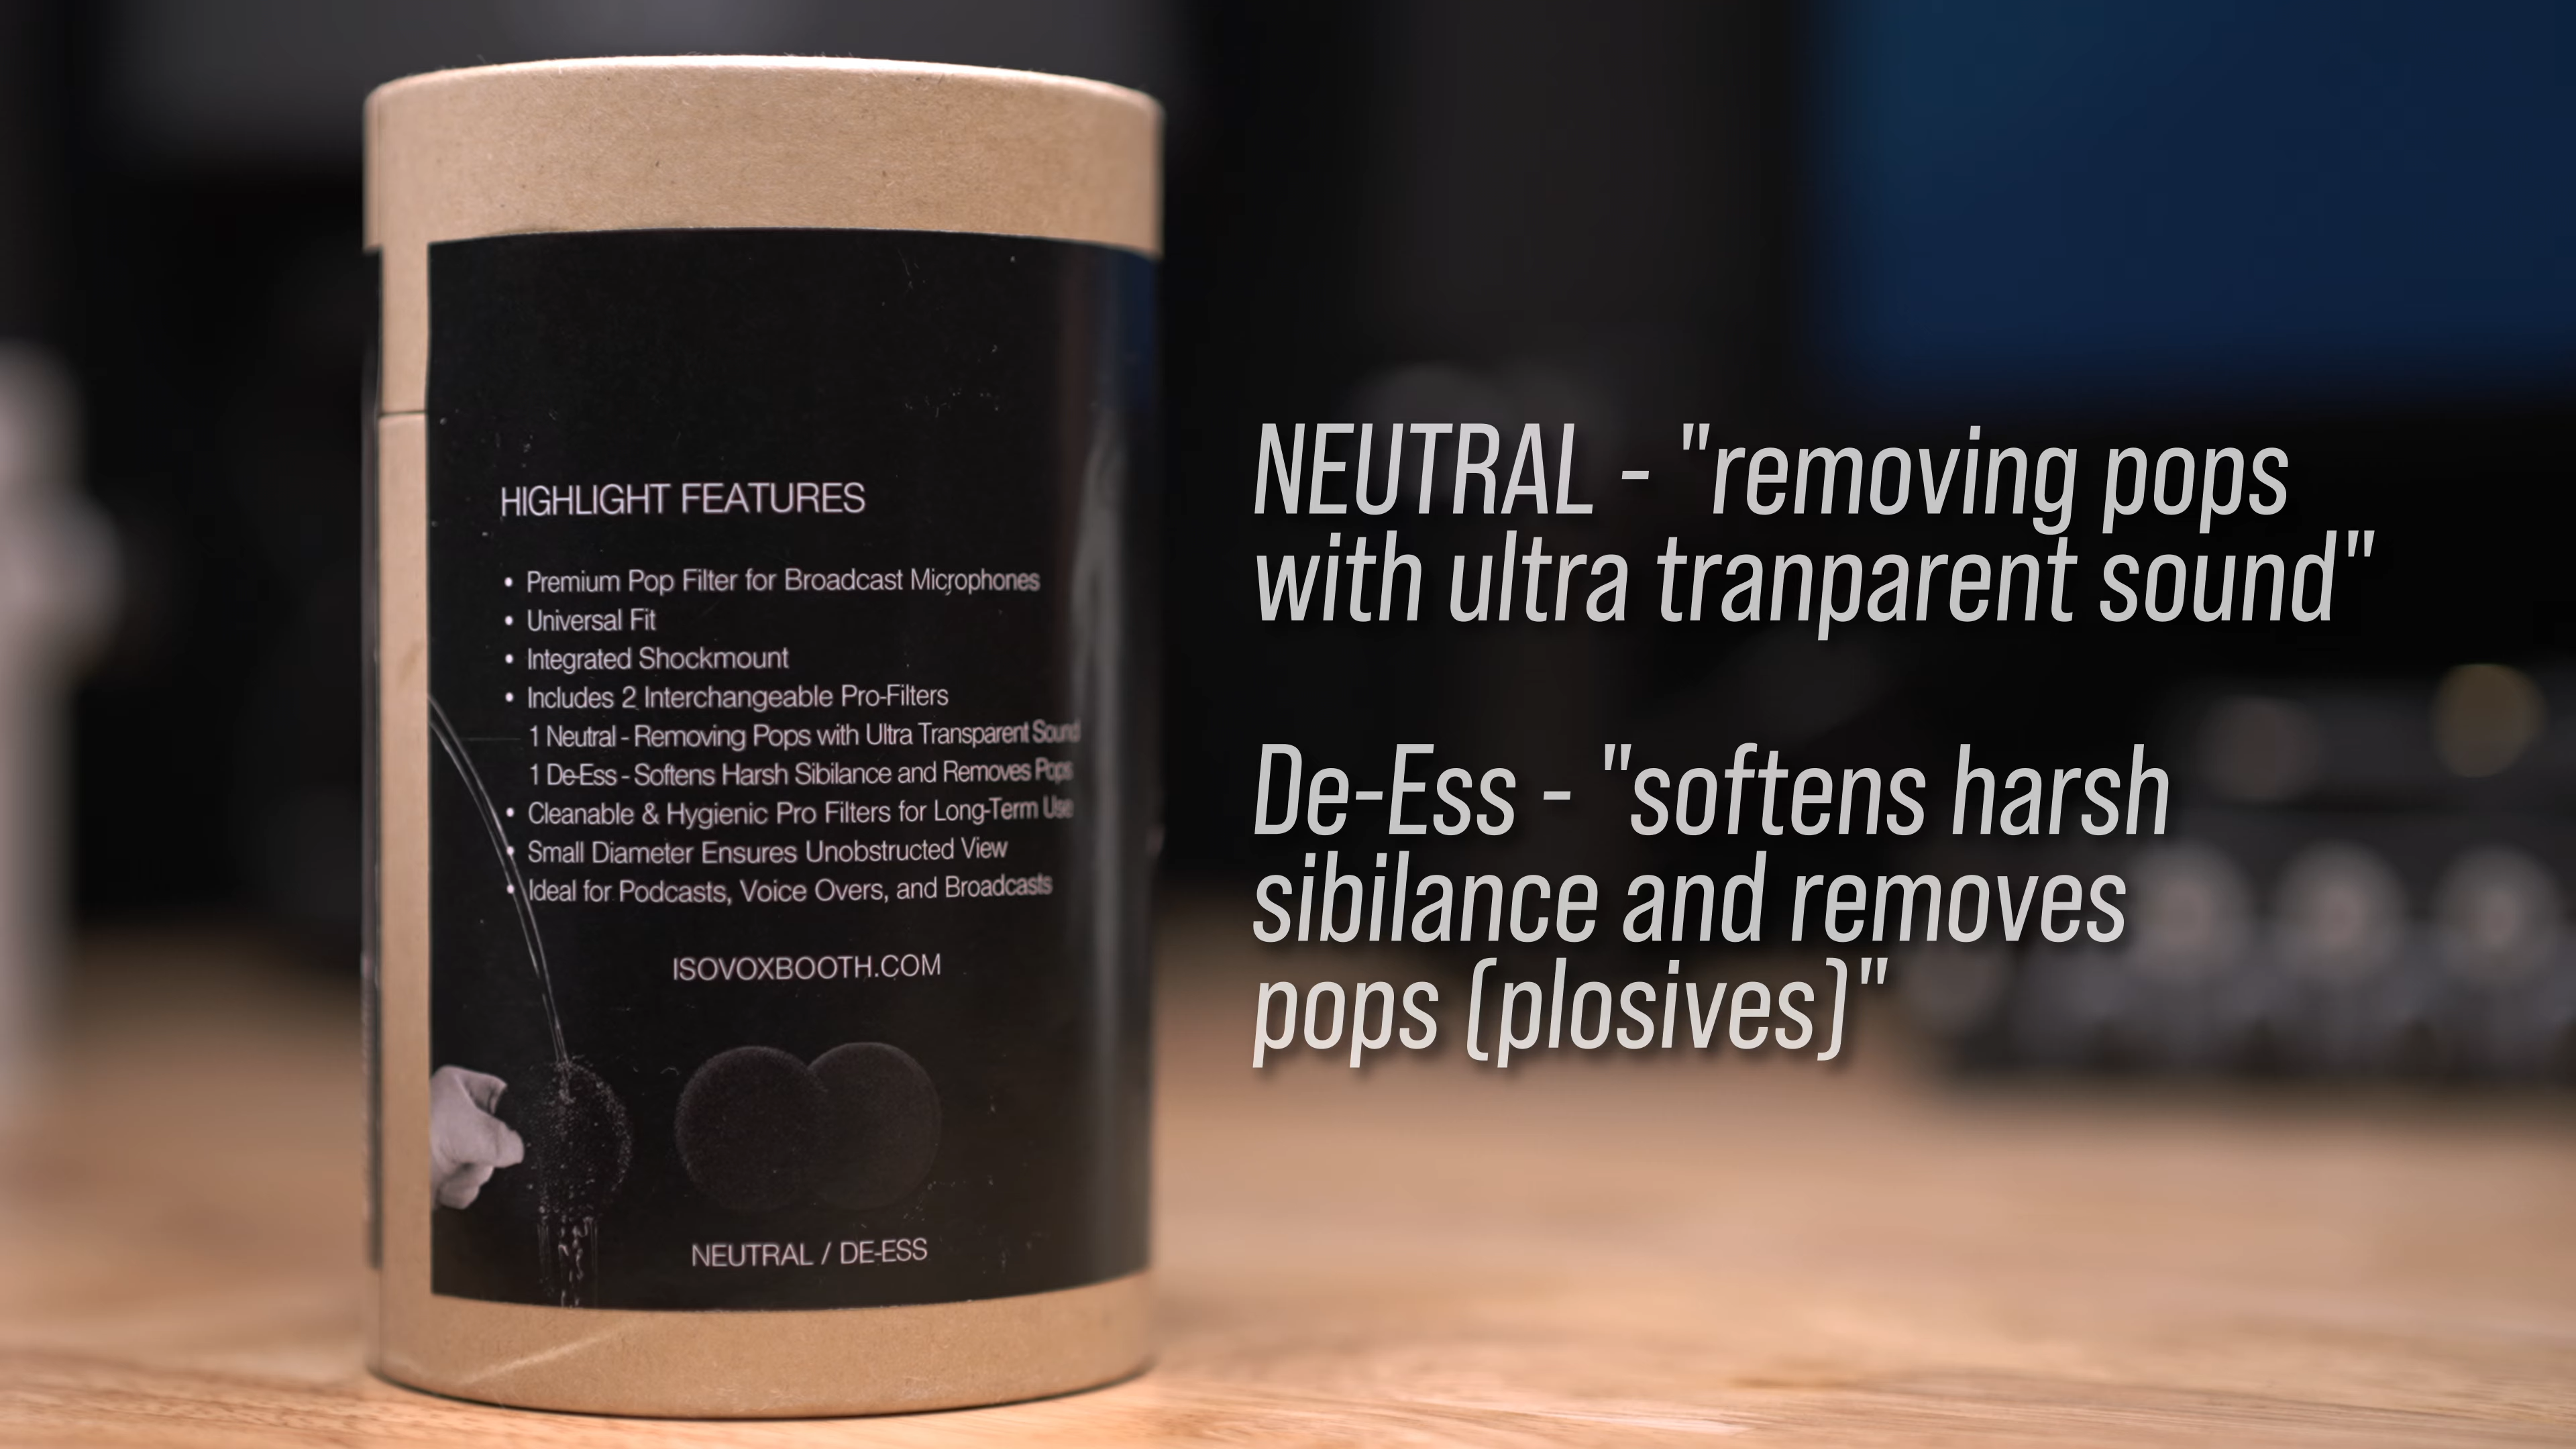 HIGHLIGHT FEATURES
• Premium Pop Filter for Broadcast Microphones
• Universal Fit
• Integrated Shockmount
• Includes 2 Interchangeable Pro-Filters
1 Neutral - Removing Pops with Ultra Transparent Sound
1 De-Ess - Softens Harsh Sibilance and Removes Pops
• Cleanable & Hygienic Pro Filters for Long-Term Use
• Small Diameter Ensures Unobstructed View
• Ideal for Podcasts, Voice Overs, and Broadcasts
ISOVOXBOOTH.COM
NEUTRAL / DE-ESS
NEUTRAL - "removing pops
with ultra tranparent sound"
De-Ess - "softens harsh
sibilance and removes
pops (plosives)"